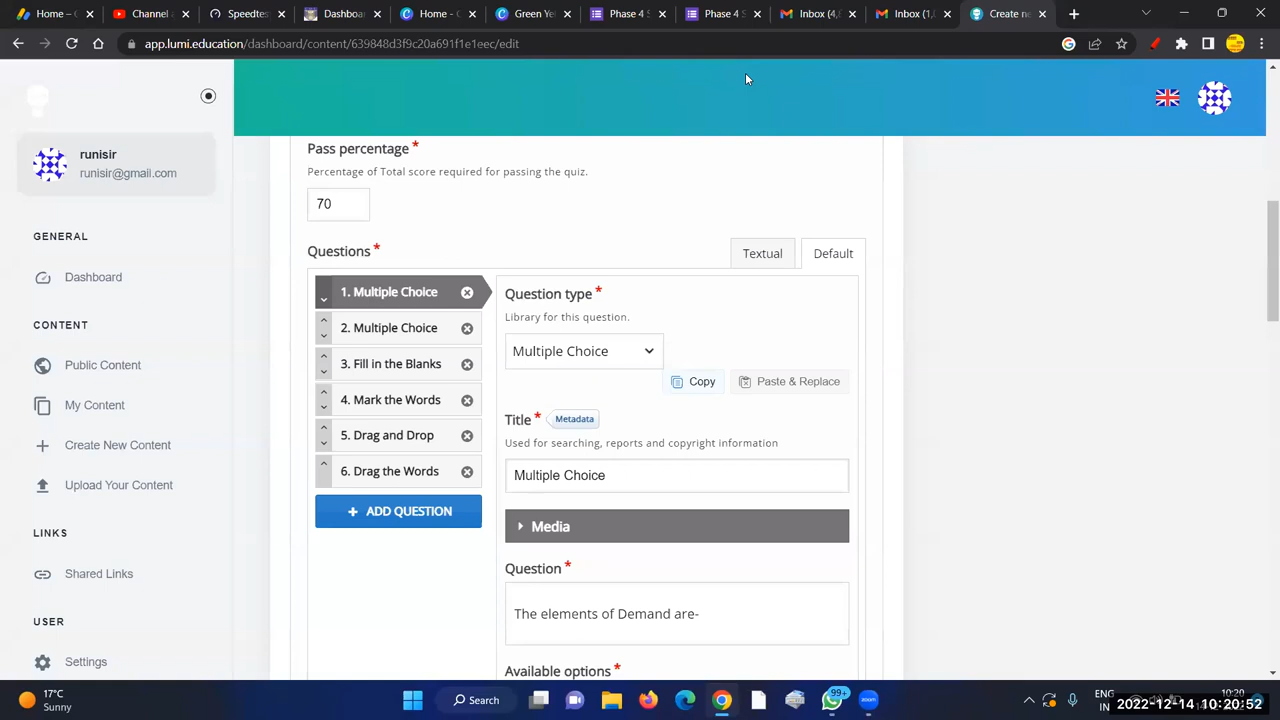 Adding
Channel a
Speedtes
Dashboa
Home -
Green Ye
Phase 4 S
Phase 4 S
Inbox (4,
Inbox (1,
Create ne
app.lumi.education/dashboard/content/639848d3f9c20a691f1e1eec/edit
runisir
runisir@gmail.com
GENERAL
Dashboard
CONTENT
Public Content
My Content
Create New Content
Upload Your Content
LINKS
Shared Links
USER
Settings
Pass percentage *
Percentage of Total score required for passing the quiz.
70
Questions *
Textual
Default
1. Multiple Choice
2. Multiple Choice
3. Fill in the Blanks
4. Mark the Words
5. Drag and Drop
6. Drag the Words
+ ADD QUESTION
Question type *
Library for this question.
Multiple Choice
Copy
Paste & Replace
Title *
Metadata
Used for searching, reports and copyright information
Multiple Choice
Media
Question *
The elements of Demand are-
Available options *
17°C
Sunny
Search
99+
zoom
ENG
IN
10:20
2022-12-14 10:20:52